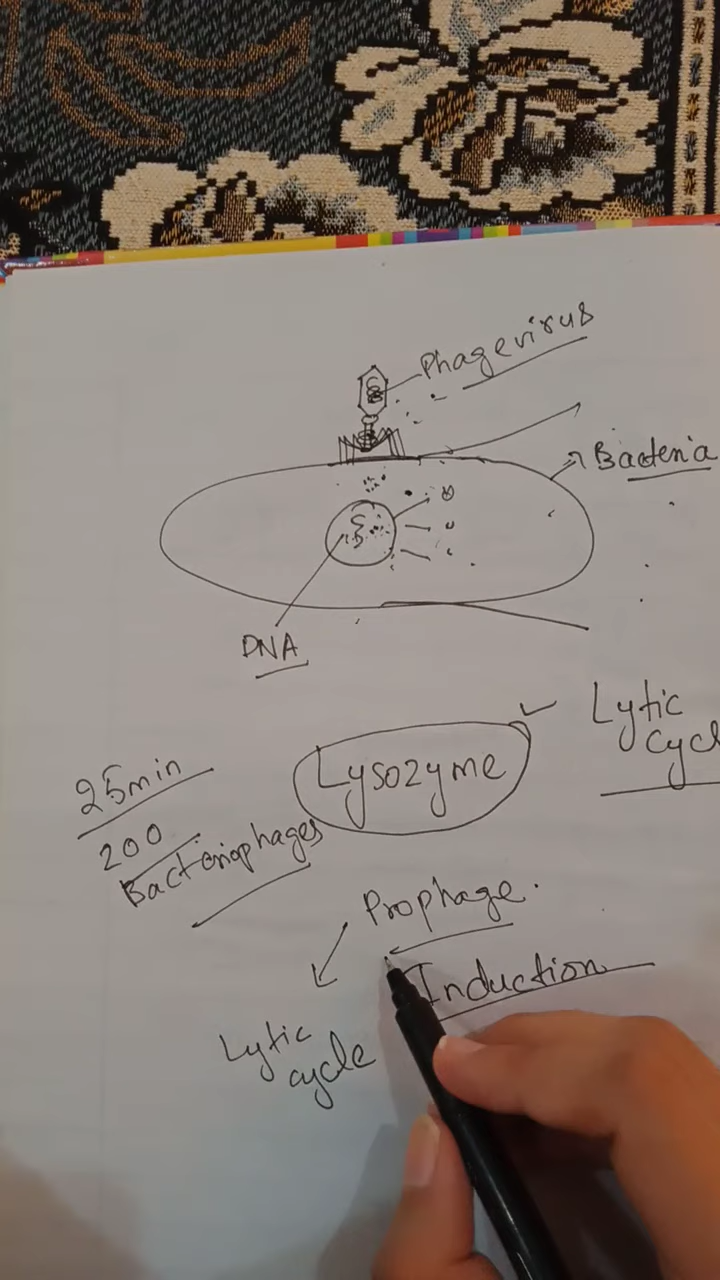 Phagevirus
Bacteria
DNA
Lytic
Cycl
Lysozyme
25min
200
Bacteriophages
Prophage.
Induction
Lytic
cycle